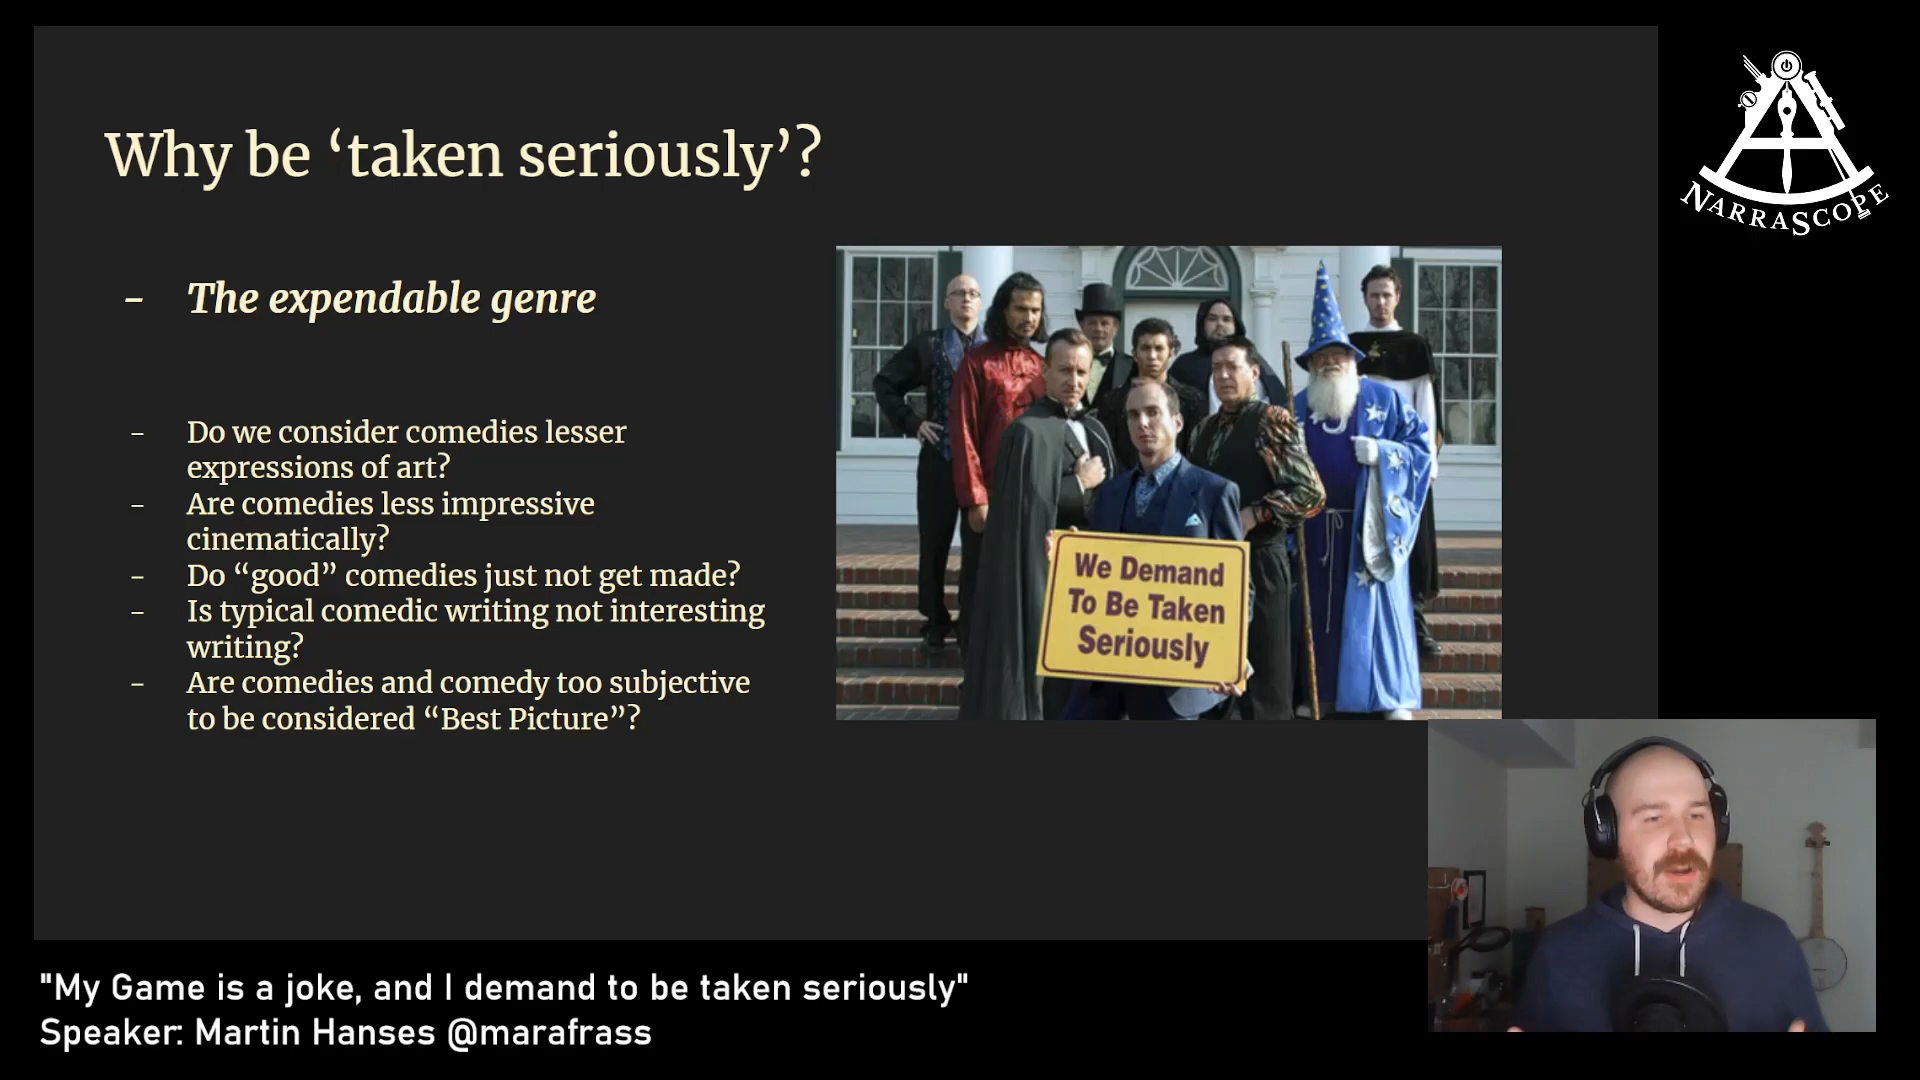 Why be ‘taken seriously’?
- The expendable genre
- Do we consider comedies lesser
expressions of art?
- Are comedies less impressive
cinematically?
- Do “good” comedies just not get made?
- Is typical comedic writing not interesting
writing?
- Are comedies and comedy too subjective
to be considered “Best Picture”?
We Demand
To Be Taken
Seriously
NARRASCOPE
"My Game is a joke, and I demand to be taken seriously"
Speaker: Martin Hanses @marafrass